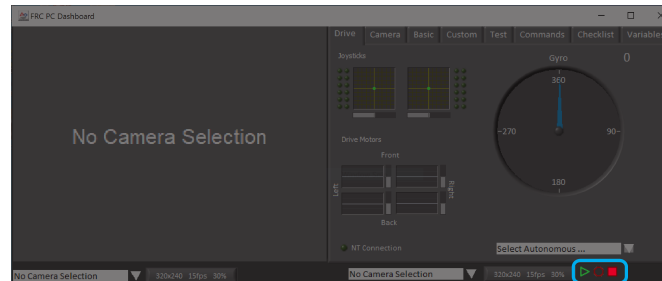 FRC PC Dashboard
Drive Camera Basic Custom Test Commands Checklist Variables
Joysticks
Gyro 0
360
-270
90-
180
No Camera Selection
Drive Motors
Front
Left
Right
Back
NT Connection
Select Autonomous ...
No Camera Selection
320x240 15fps 30%
No Camera Selection
320x240 15fps 30%